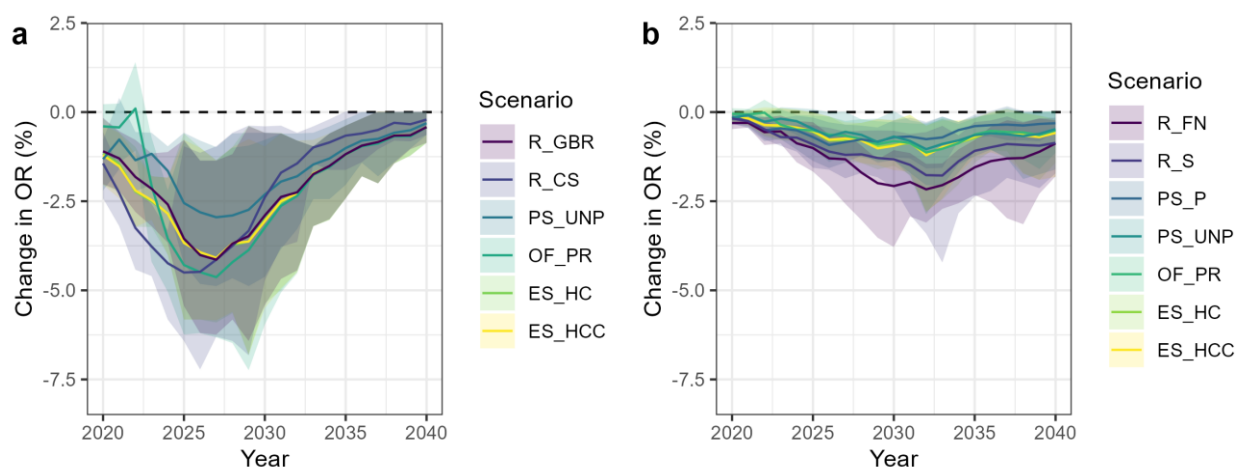 a
2.5
0.0
-2.5
-5.0
-7.5
Change in OR (%)
2020 2025 2030 2035 2040
Year
Scenario
R_GBR
R_CS
PS_UNP
OF_PR
ES_HC
ES_HCC
b
2.5
0.0
-2.5
-5.0
-7.5
Change in OR (%)
2020 2025 2030 2035 2040
Year
Scenario
R_FN
R_S
PS_P
PS_UNP
OF_PR
ES_HC
ES_HCC